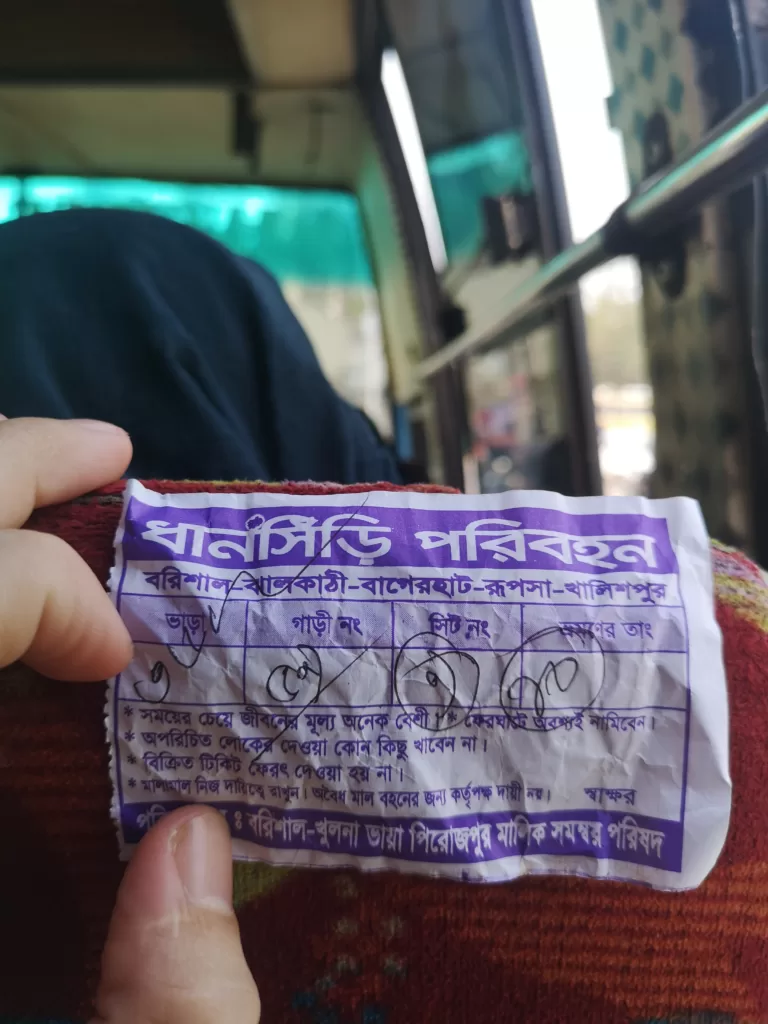 ধানসিঁড়ি পরিবহন
বরিশাল-ঝালকাঠী-বাগেরহাট-রূপসা-খালিশপুর
ভাড়া গাড়ী নং সিট নং ভ্রমণের তাং
* সময়ের চেয়ে জীবনের মূল্য অনেক বেশী। * ফেরঘাটে অবশ্যই নামিবেন।
* অপরিচিত লোকের দেওয়া কোন কিছু খাবেন না।
* বিক্রিত টিকিট ফেরৎ দেওয়া হয় না।
* মালামাল নিজ দায়িত্বে রাখুন। অবৈধ মাল বহনের জন্য কর্তৃপক্ষ দায়ী নয়। স্বাক্ষর
ঃ বরিশাল-খুলনা ভায়া পিরোজপুর মালিক সমন্বয় পরিষদ